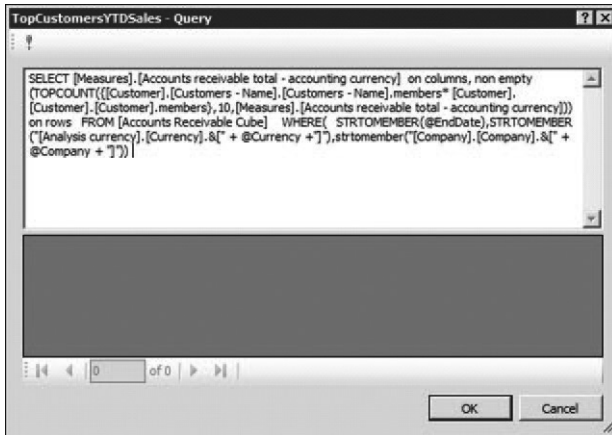 TopCustomersYTDSales - Query
SELECT [Measures].[Accounts receivable total - accounting currency] on columns, non empty
(TOPCOUNT({[Customer].[Customers - Name].[Customers - Name].members* [Customer].
[Customer].[Customer].members},10,[Measures].[Accounts receivable total - accounting currency]))
on rows FROM [Accounts Receivable Cube] WHERE( STRTOMEMBER(@EndDate),STRTOMEMBER
("[Analysis currency].[Currency].&[" + @Currency +"]"),strtomember("[Company].[Company].&[" +
@Company + "]"))
0 of 0
OK Cancel